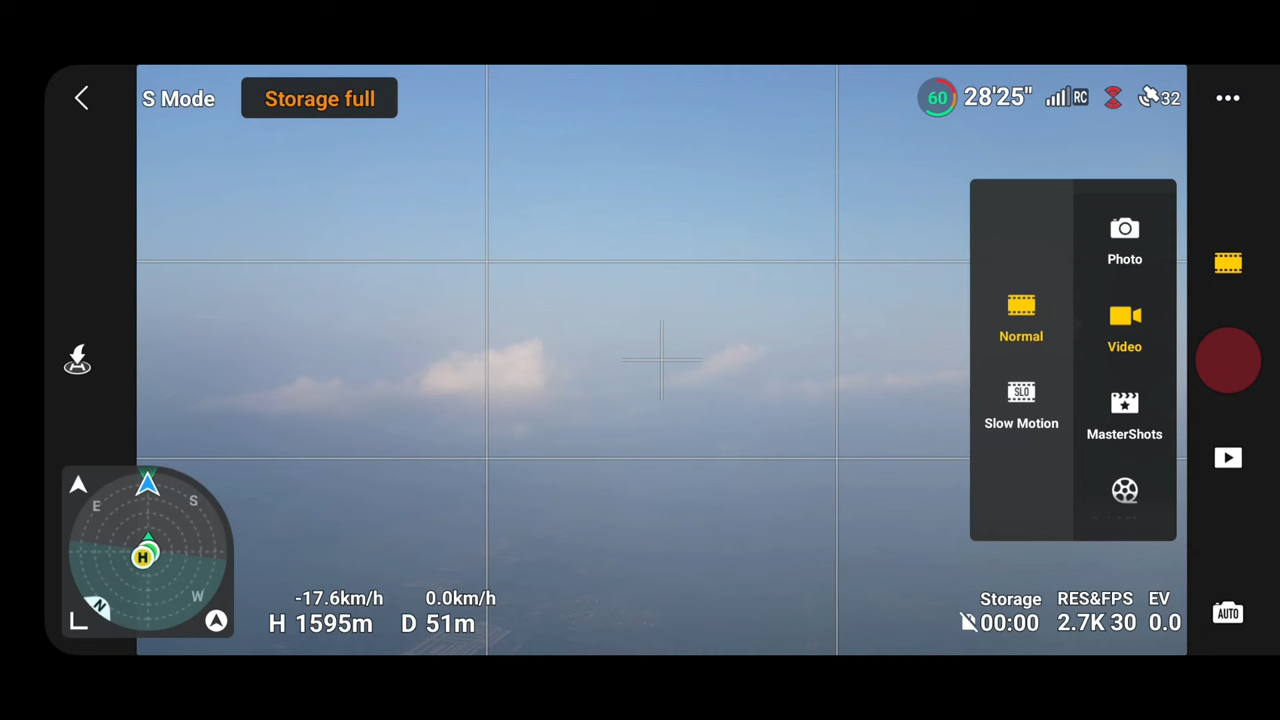 S Mode
Storage full
60
28'25"
RC
32
Photo
Normal
Video
SLO
Slow Motion
MasterShots
E
S
H
N
W
-17.6km/h
0.0km/h
H 1595m
D 51m
Storage
RES&FPS
EV
00:00
2.7K 30
0.0
AUTO